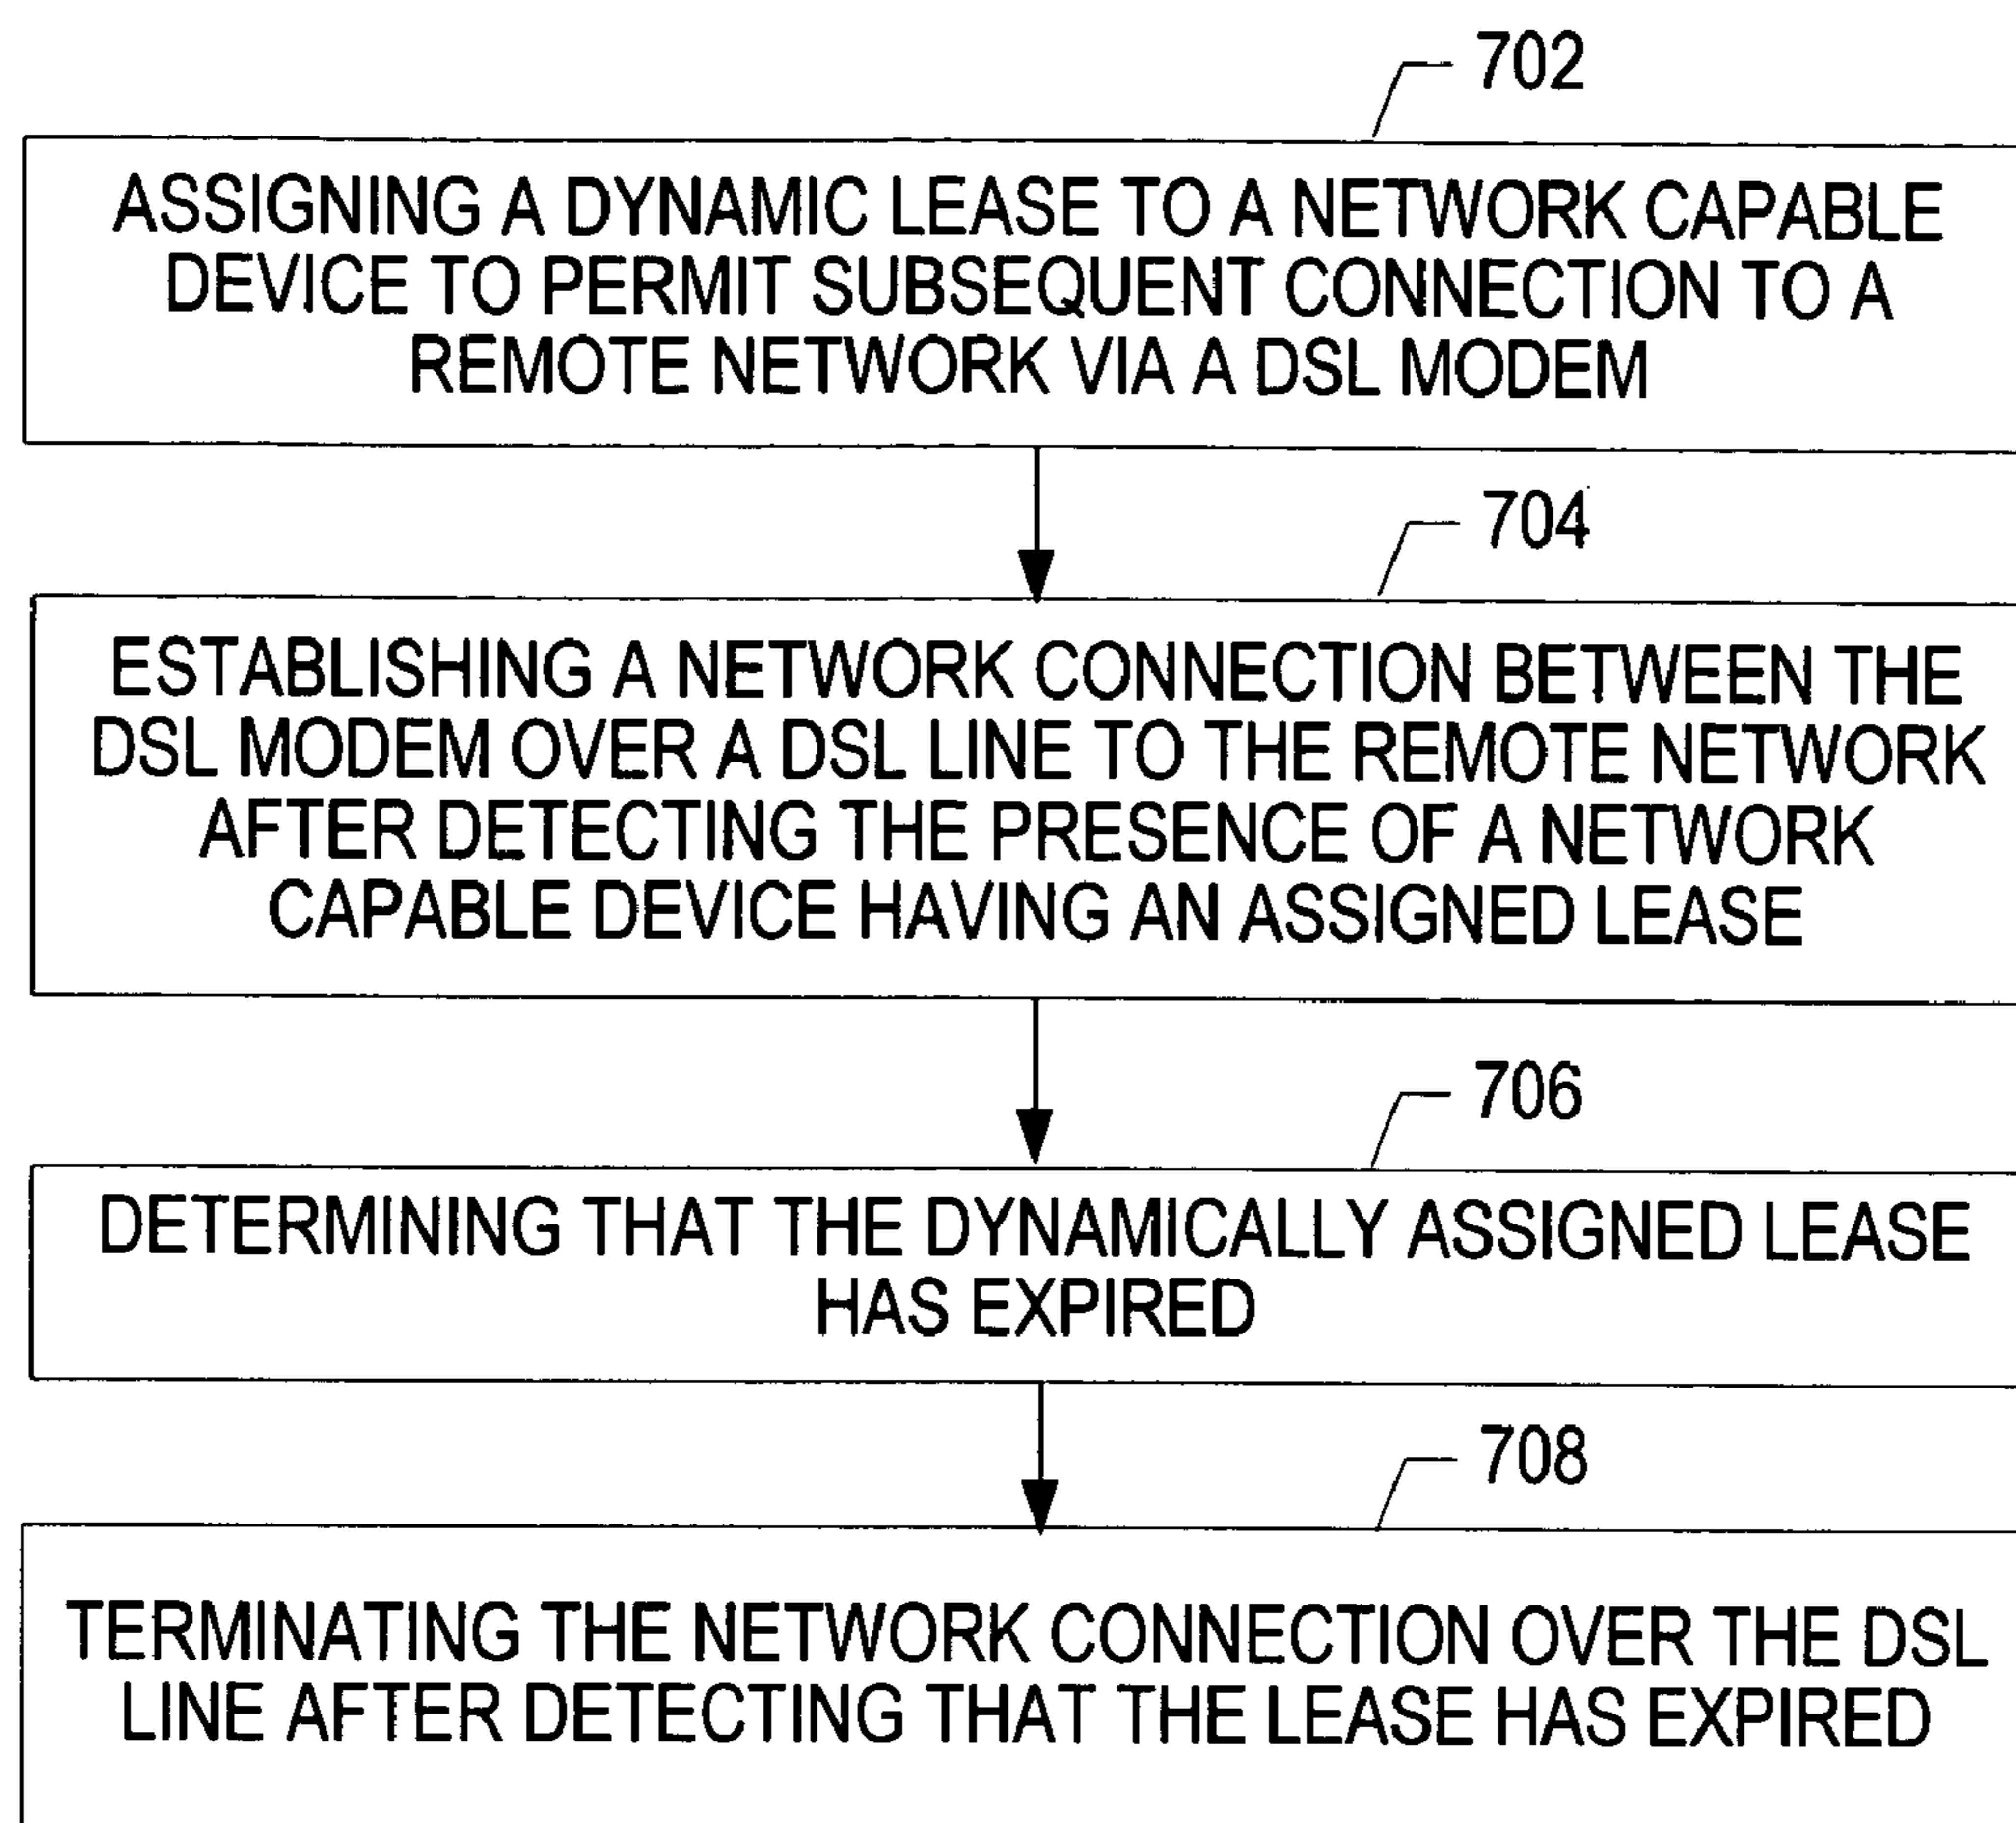 702
ASSIGNING A DYNAMIC LEASE TO A NETWORK CAPABLE
DEVICE TO PERMIT SUBSEQUENT CONNECTION TO A
REMOTE NETWORK VIA A DSL MODEM
704
ESTABLISHING A NETWORK CONNECTION BETWEEN THE
DSL MODEM OVER A DSL LINE TO THE REMOTE NETWORK
AFTER DETECTING THE PRESENCE OF A NETWORK
CAPABLE DEVICE HAVING AN ASSIGNED LEASE
706
DETERMINING THAT THE DYNAMICALLY ASSIGNED LEASE
HAS EXPIRED
708
TERMINATING THE NETWORK CONNECTION OVER THE DSL
LINE AFTER DETECTING THAT THE LEASE HAS EXPIRED